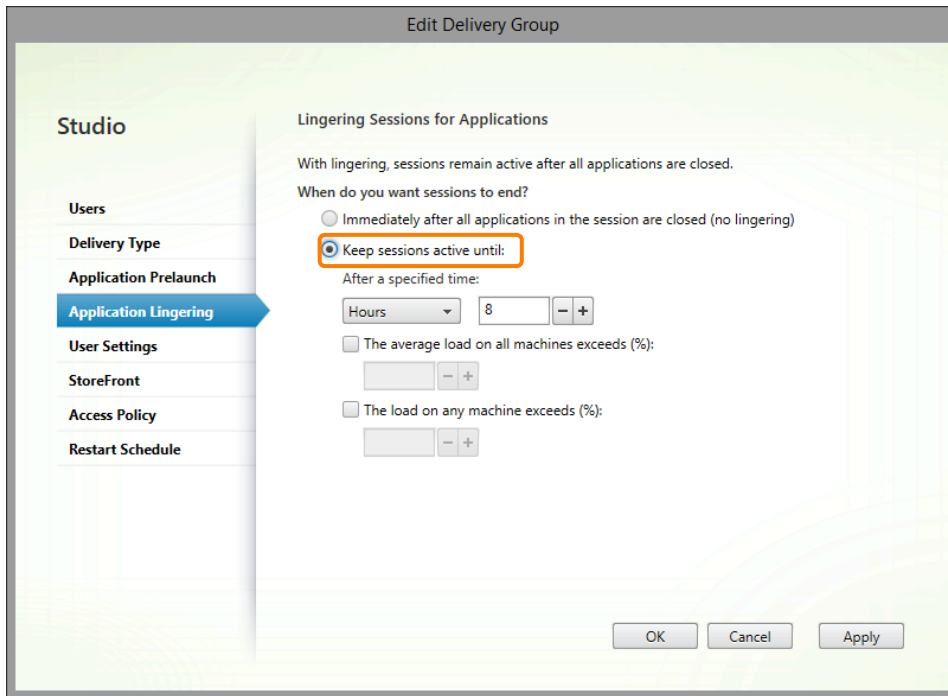 Edit Delivery Group
Studio
Users
Delivery Type
Application Prelaunch
Application Lingering
User Settings
StoreFront
Access Policy
Restart Schedule
Lingering Sessions for Applications
With lingering, sessions remain active after all applications are closed.
When do you want sessions to end?
Immediately after all applications in the session are closed (no lingering)
Keep sessions active until:
After a specified time:
Hours 8 − +
The average load on all machines exceeds (%):
− +
The load on any machine exceeds (%):
− +
OK Cancel Apply